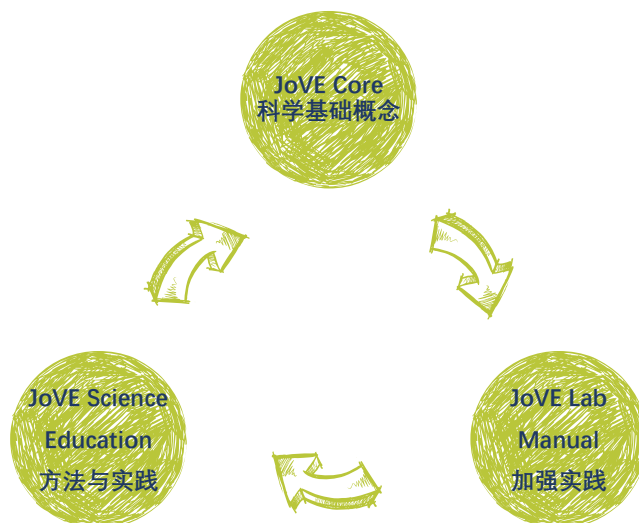 JoVE Core
科学基础概念
JoVE Science
Education
方法与实践
JoVE Lab
Manual
加强实践